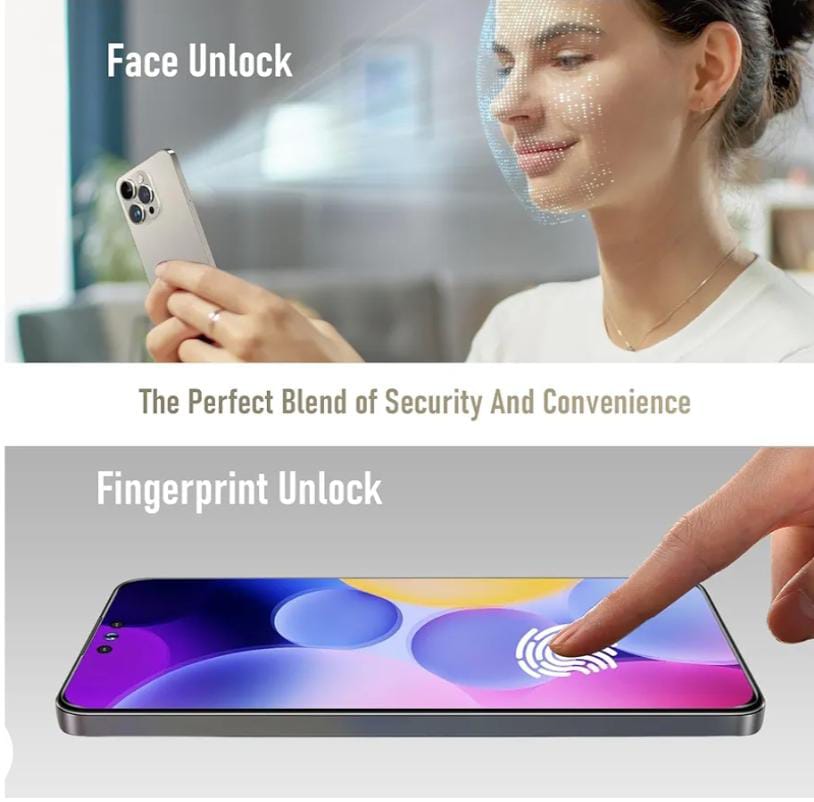 Face Unlock
The Perfect Blend of Security And Convenience
Fingerprint Unlock